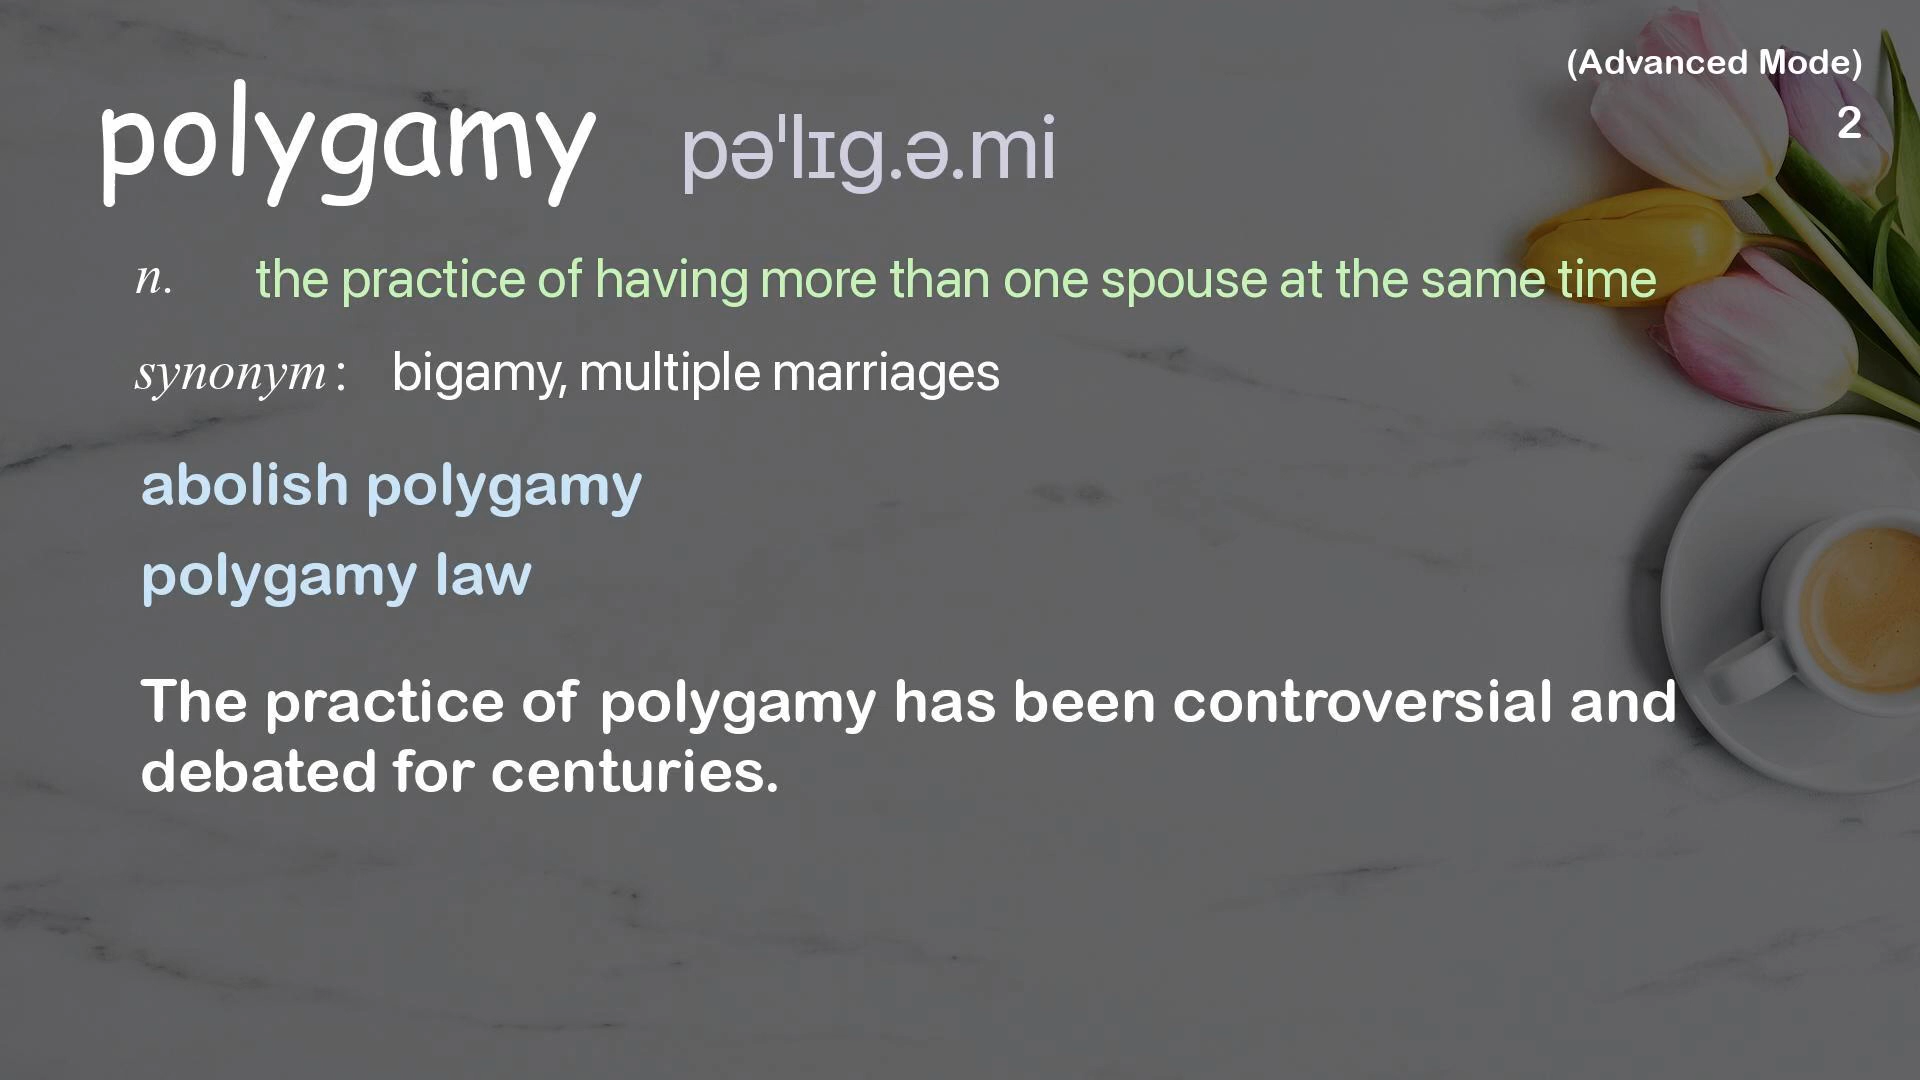 (Advanced Mode)
2
polygamy pə'lɪg.ə.mi
n. the practice of having more than one spouse at the same time
synonym : bigamy, multiple marriages
abolish polygamy
polygamy law
The practice of polygamy has been controversial and
debated for centuries.